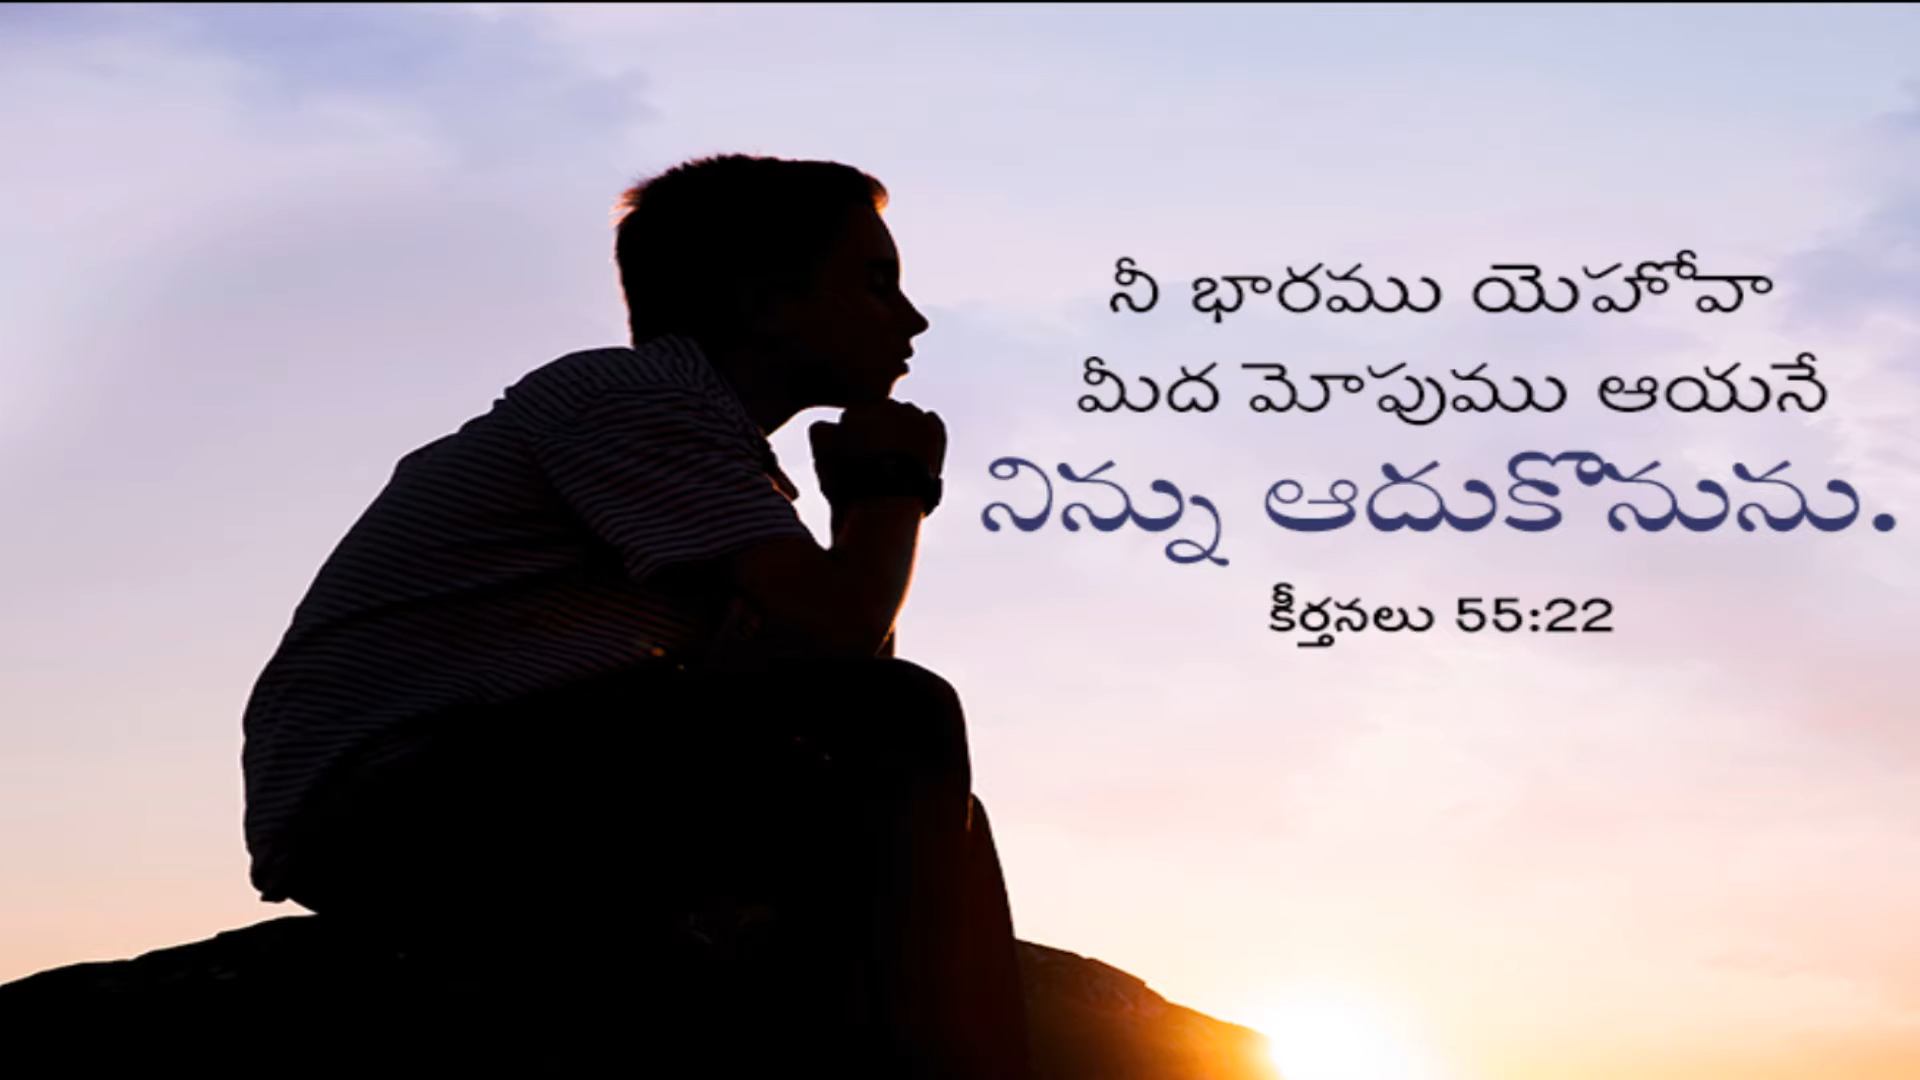 నీ భారము యెహోవా
మీద మోపుము ఆయనే
నిన్ను ఆదుకొనును.
కీర్తనలు 55:22